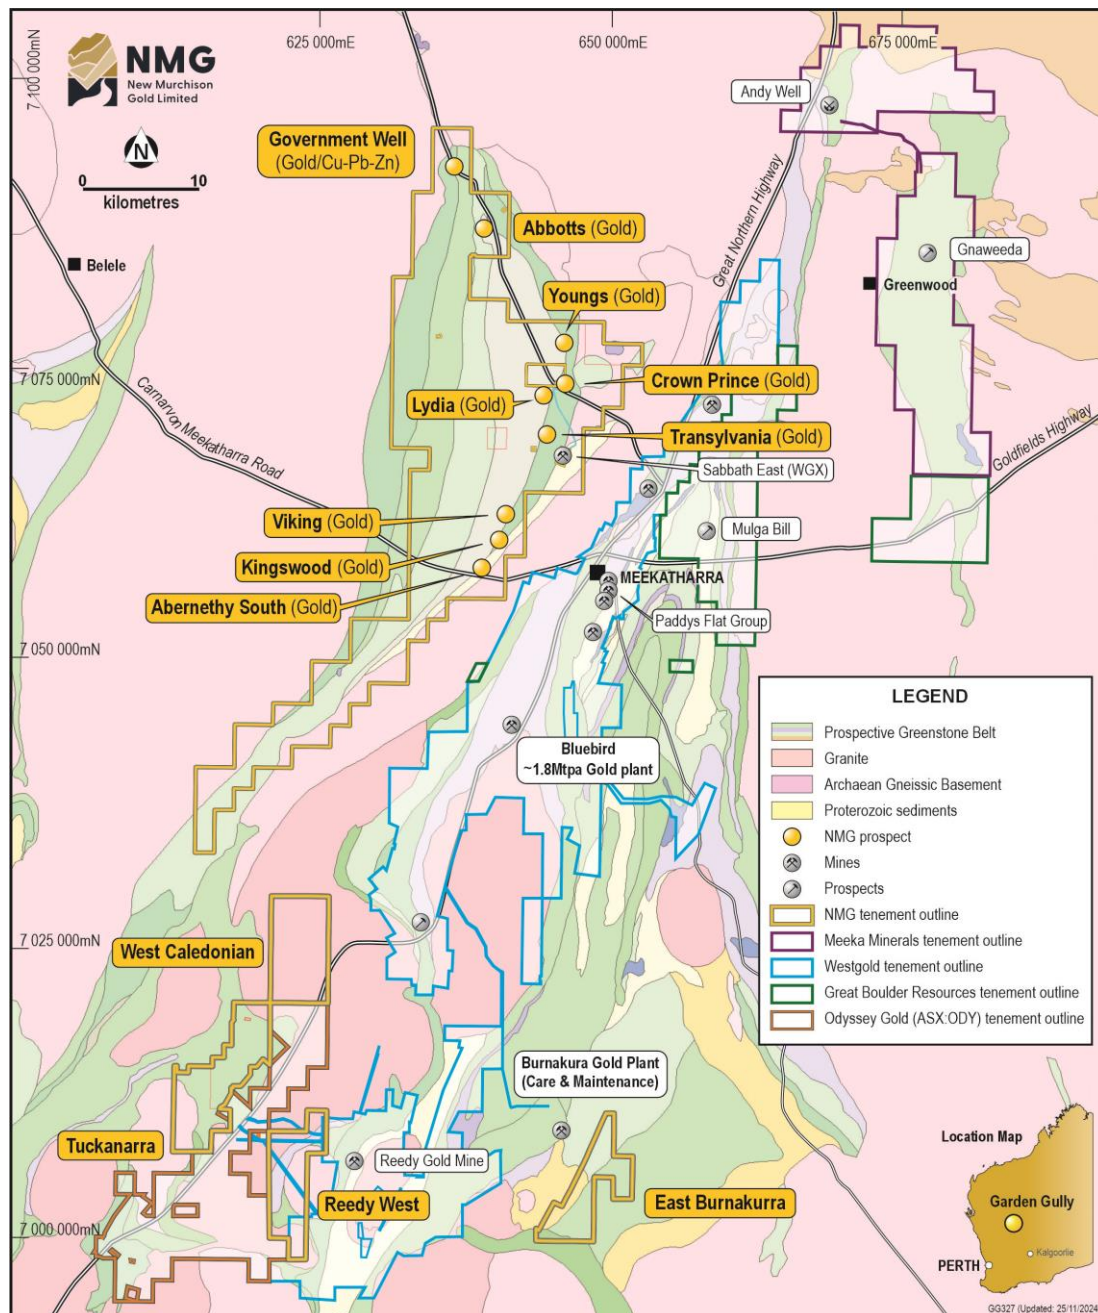 625 000mE
650 000mE
675 000mE
7 100 000mN
NMG
New Murchison
Gold Limited
N
0 10
kilometres
Andy Well
Government Well
(Gold/Cu-Pb-Zn)
Abbotts (Gold)
Great Northern Highway
Gnaweeda
Belele
Greenwood
Youngs (Gold)
7 075 000mN
Crown Prince (Gold)
Lydia (Gold)
Carnarvon Meekatharra Road
Transylvania (Gold)
Goldfields Highway
Sabbath East (WGX)
Viking (Gold)
Mulga Bill
Kingswood (Gold)
MEEKATHARRA
Abernethy South (Gold)
Paddys Flat Group
7 050 000mN
Bluebird
~1.8Mtpa Gold plant
LEGEND
Prospective Greenstone Belt
Granite
Archaean Gneissic Basement
Proterozoic sediments
NMG prospect
Mines
Prospects
NMG tenement outline
Meeka Minerals tenement outline
Westgold tenement outline
Great Boulder Resources tenement outline
Odyssey Gold (ASX:ODY) tenement outline
7 025 000mN
West Caledonian
Burnakura Gold Plant
(Care & Maintenance)
Tuckanarra
Reedy Gold Mine
Reedy West
East Burnakurra
7 000 000mN
Location Map
Garden Gully
Kalgoorlie
PERTH
GG327 (Updated: 25/11/2024)